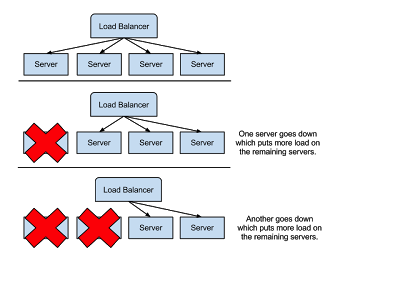 Load Balancer
Server Server Server Server
Load Balancer
Server Server Server
One server goes down
which puts more load on
the remaining servers.
Load Balancer
Server Server
Another goes down
which puts more load on
the remaining servers.